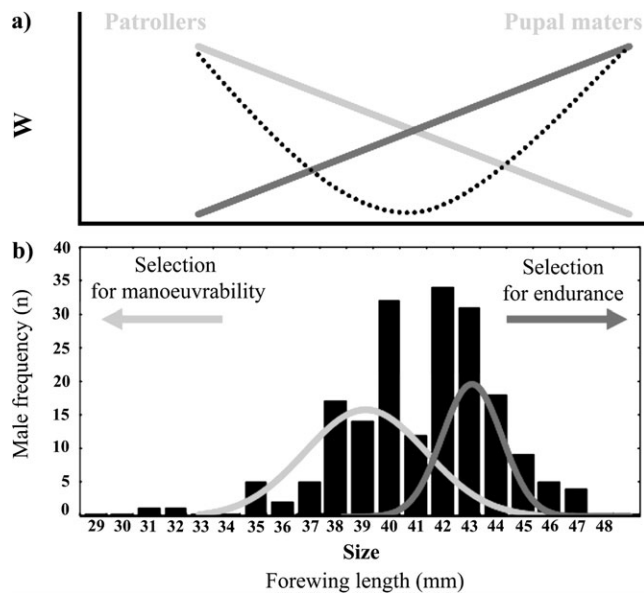 a)
Patrollers Pupal maters
W
b)
Selection
for manoeuvrability
Selection
for endurance
Male frequency (n)
40
35
30
25
20
15
10
5
0
29 30 31 32 33 34 35 36 37 38 39 40 41 42 43 44 45 46 47 48
Size
Forewing length (mm)